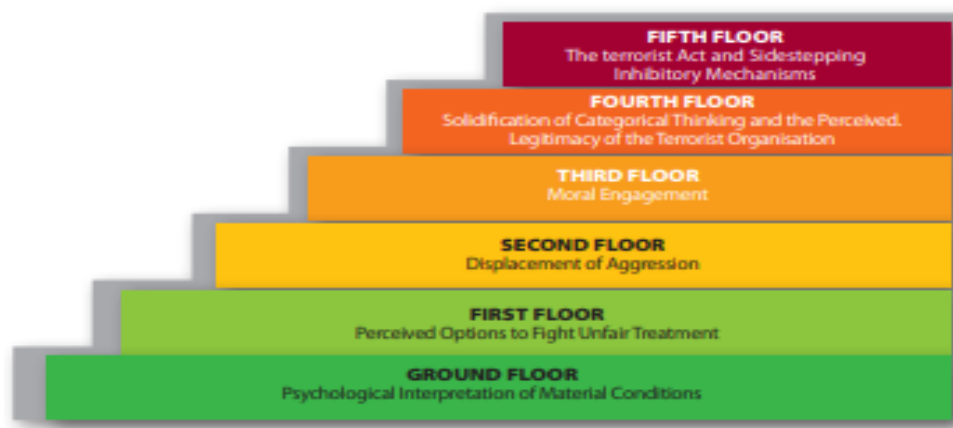 FIFTH FLOOR
The terrorist Act and Sidestepping
Inhibitory Mechanisms
FOURTH FLOOR
Solidification of Categorical Thinking and the Perceived.
Legitimacy of the Terrorist Organisation
THIRD FLOOR
Moral Engagement
SECOND FLOOR
Displacement of Aggression
FIRST FLOOR
Perceived Options to Fight Unfair Treatment
GROUND FLOOR
Psychological Interpretation of Material Conditions